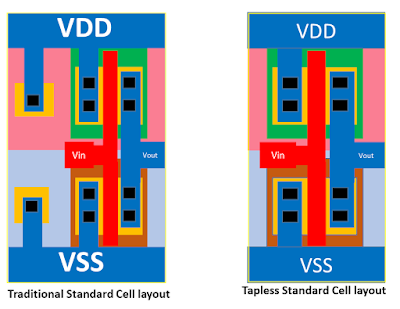 VDD
Vin
Vout
VSS
Traditional Standard Cell layout
VDD
Vin
Vout
VSS
Tapless Standard Cell layout